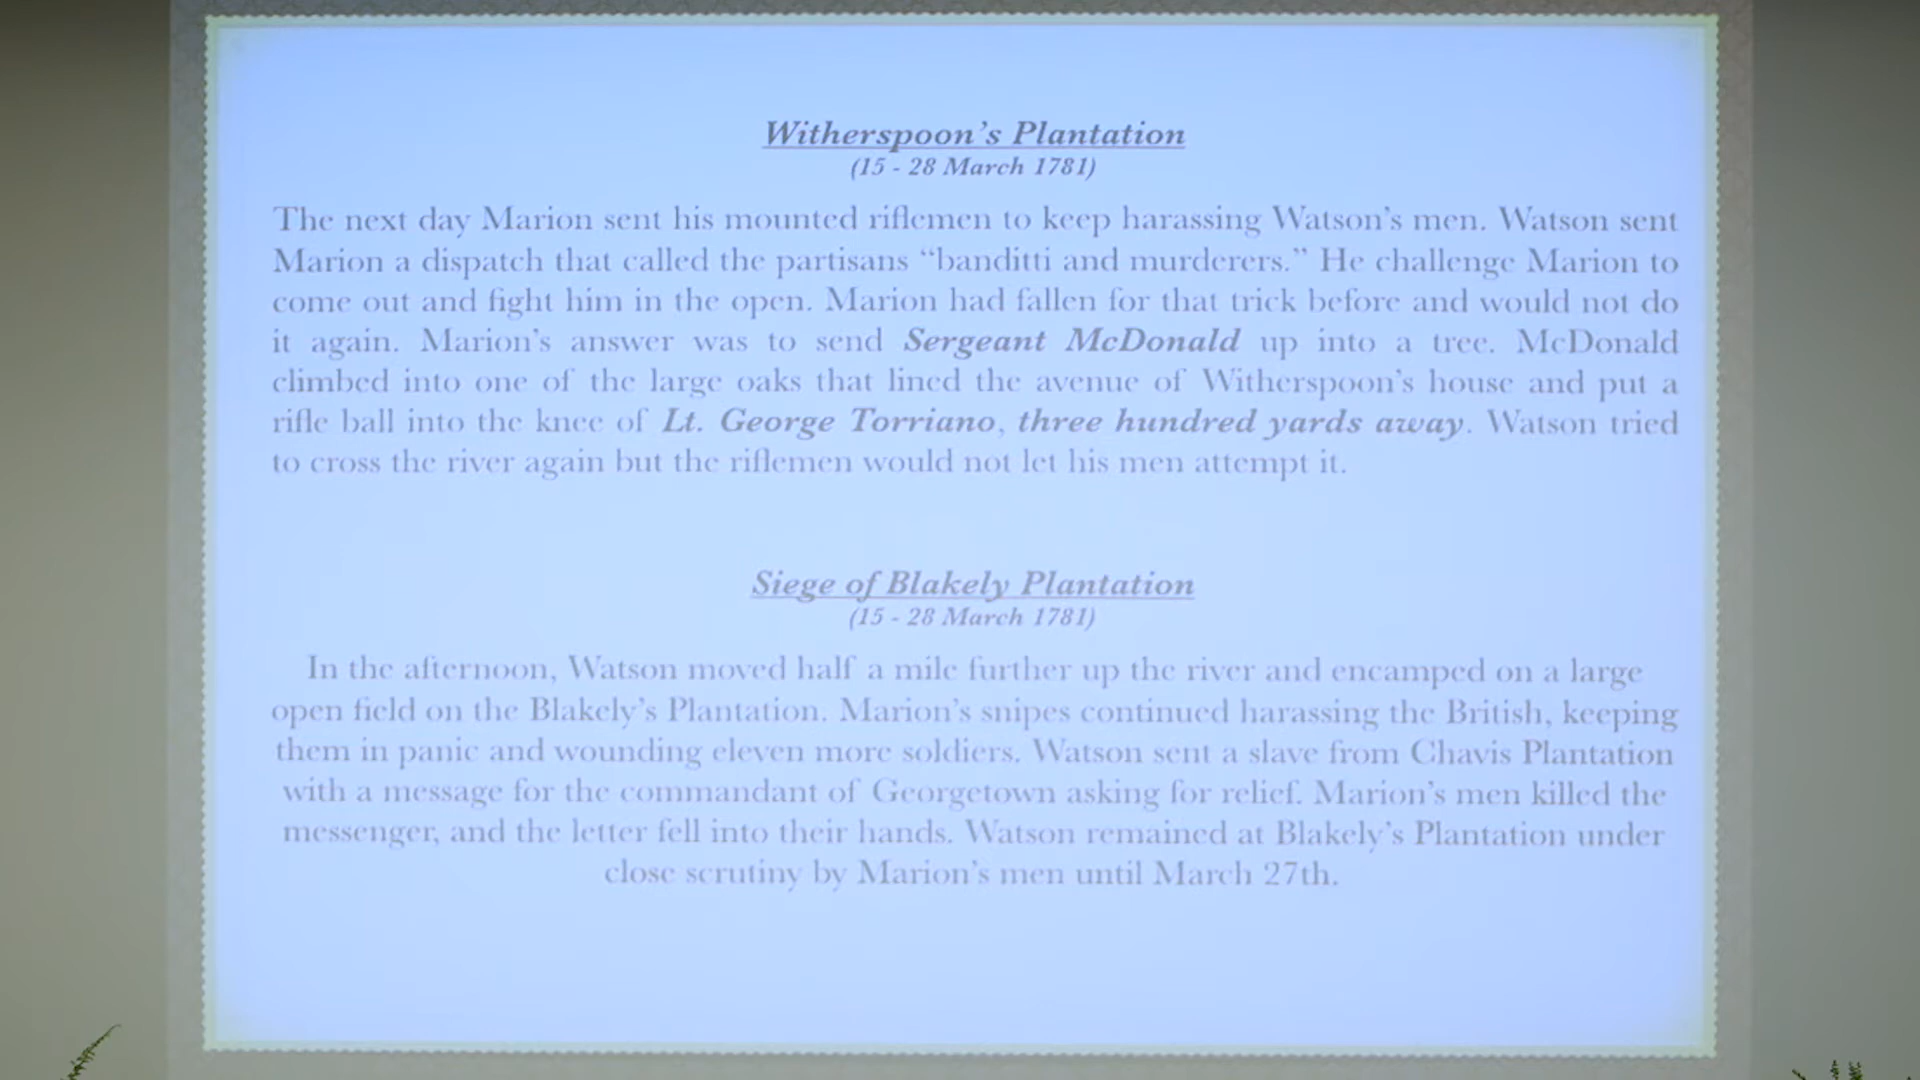 Witherspoon's Plantation
(15 - 28 March 1781)
The next day Marion sent his mounted riflemen to keep harassing Watson's men. Watson sent
Marion a dispatch that called the partisans “banditti and murderers.” He challenge Marion to
come out and fight him in the open. Marion had fallen for that trick before and would not do
it again. Marion's answer was to send Sergeant McDonald up into a tree. McDonald
climbed into one of the large oaks that lined the avenue of Witherspoon's house and put a
rifle ball into the knee of Lt. George Torriano, three hundred yards away. Watson tried
to cross the river again but the riflemen would not let his men attempt it.
Siege of Blakely Plantation
(15 - 28 March 1781)
In the afternoon, Watson moved half a mile further up the river and encamped on a large
open field on the Blakely's Plantation. Marion's snipes continued harassing the British, keeping
them in panic and wounding eleven more soldiers. Watson sent a slave from Chavis Plantation
with a message for the commandant of Georgetown asking for relief. Marion's men killed the
messenger, and the letter fell into their hands. Watson remained at Blakely's Plantation under
close scrutiny by Marion's men until March 27th.